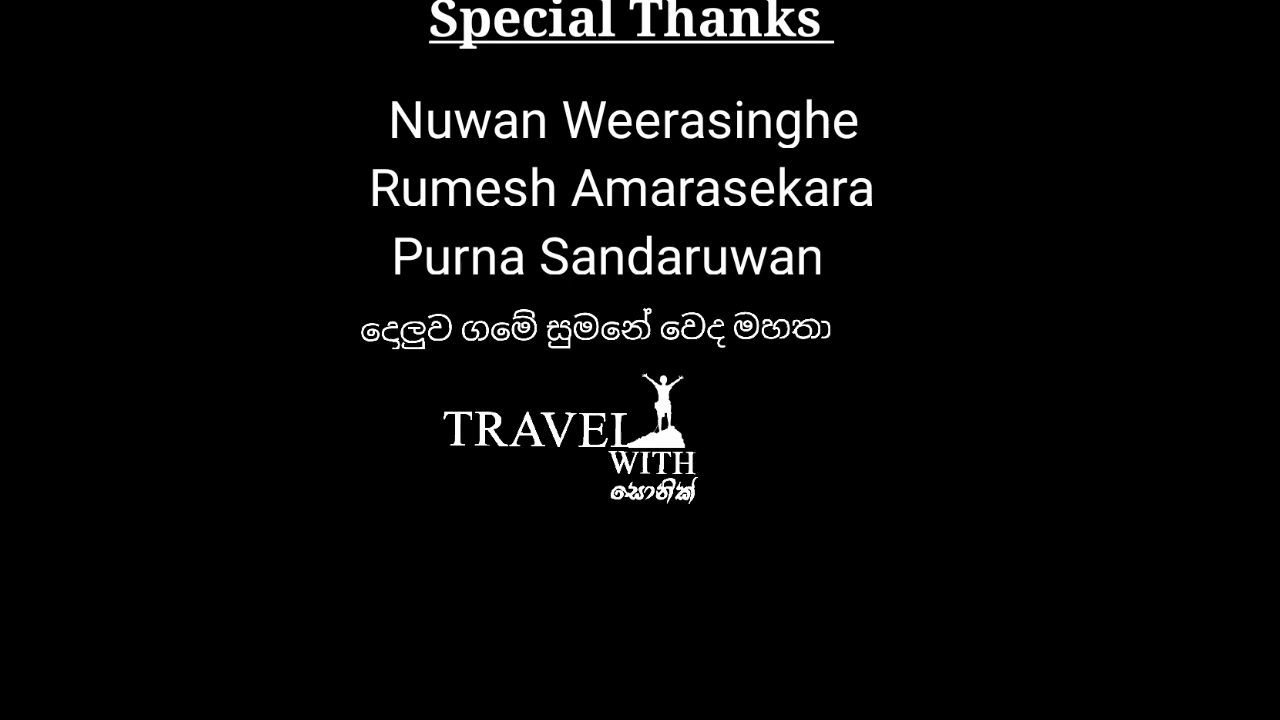 Special Thanks
Nuwan Weerasinghe
Rumesh Amarasekara
Purna Sandaruwan
දොලුව ගමේ සුමනේ වෙද මහතා
TRAVEL
WITH
සොනික්